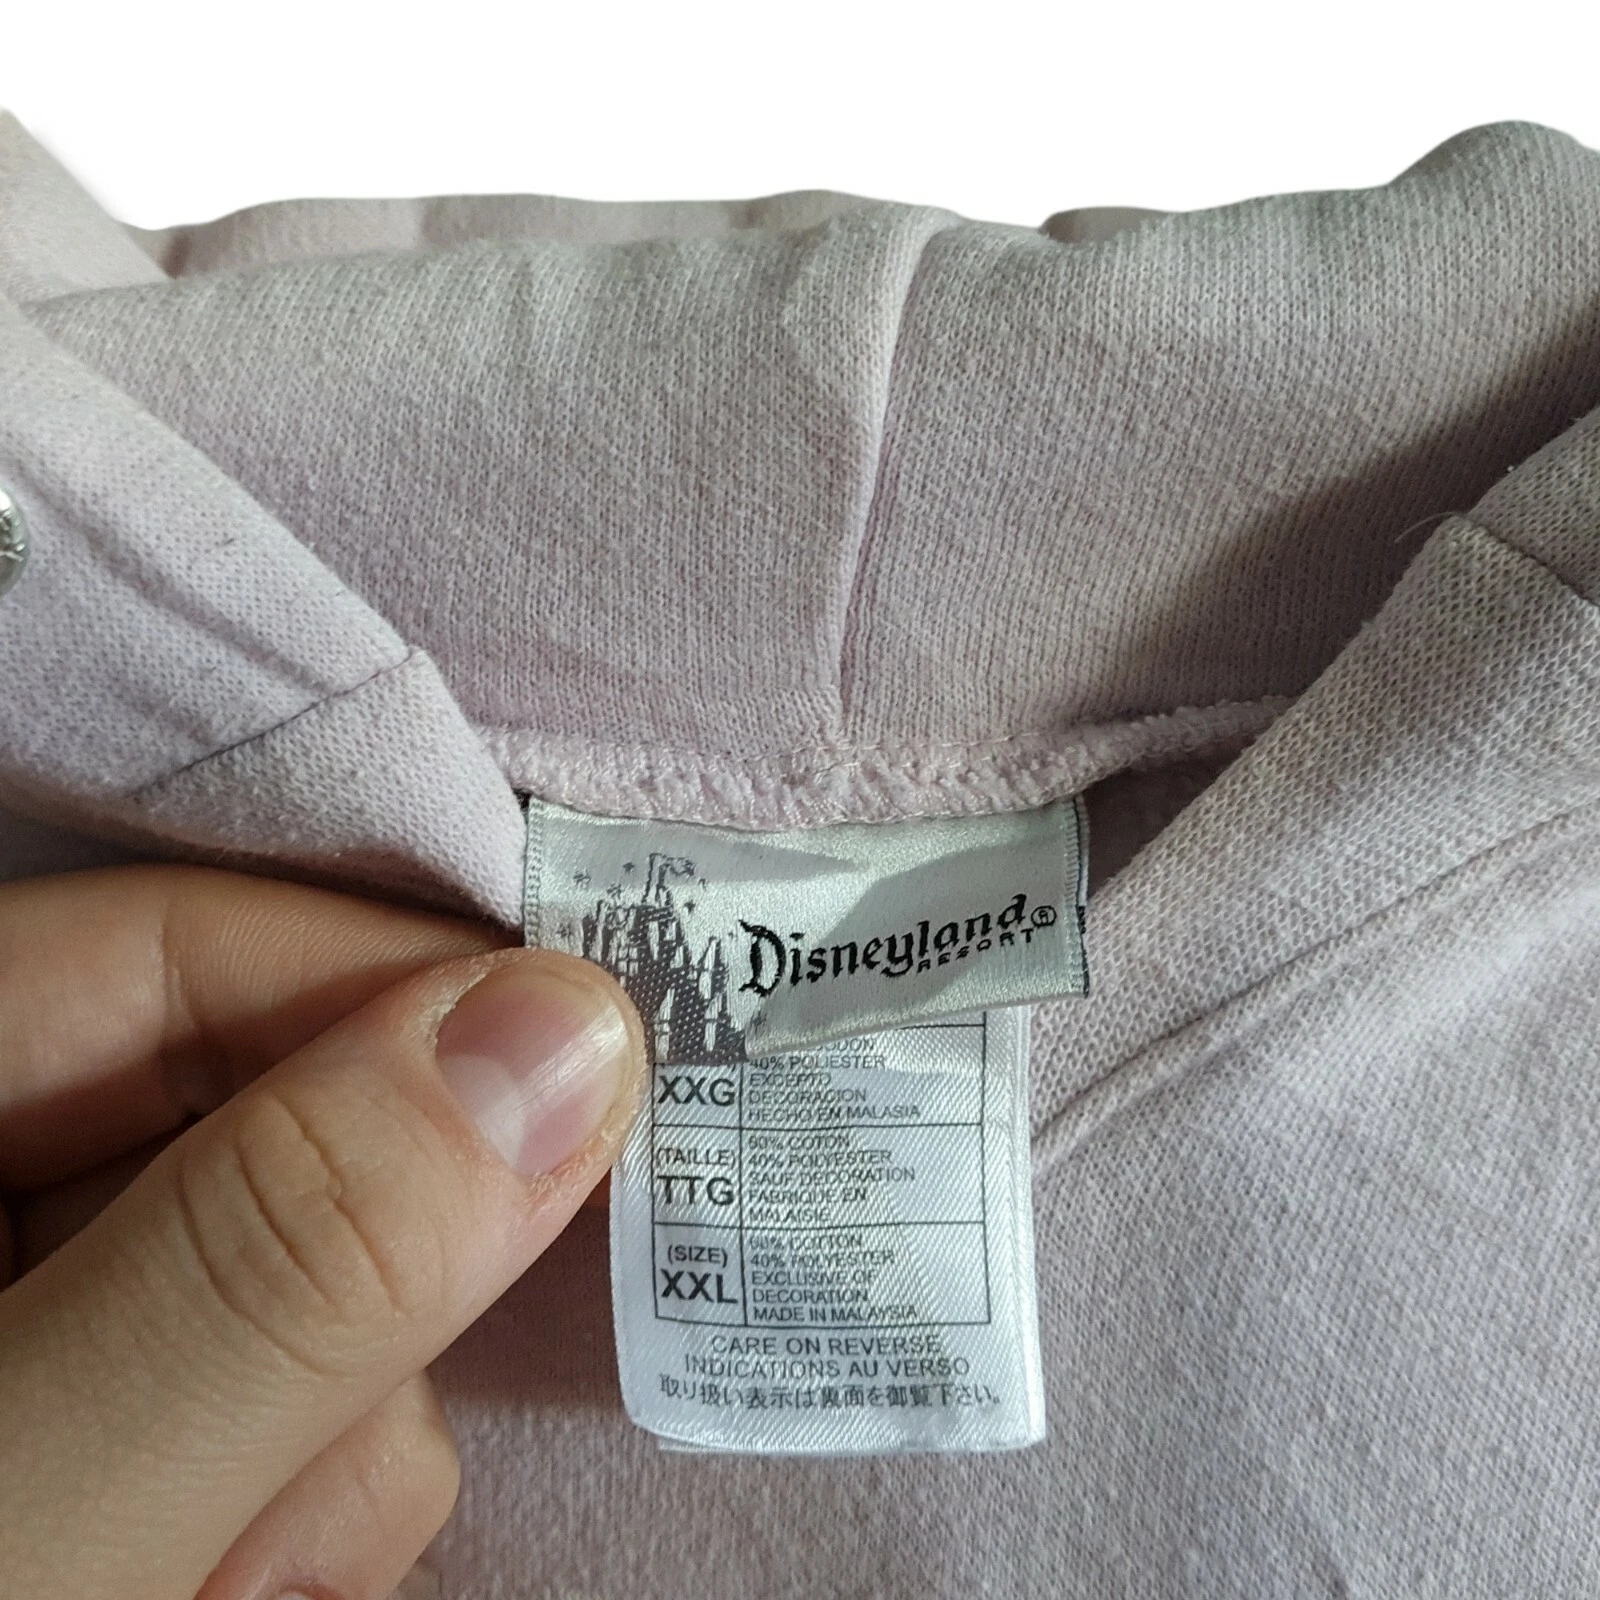 Disneyland®
RESORT
40% POLIESTER
XXG
EXCEPTO
DECORACION
HECHO EN MALASIA
60% COTON
(TAILLE)
40% POLYESTER
TTG
SAUF DECORATION
FABRIQUE EN
MALAISIE
60% COTTON
(SIZE)
40% POLYESTER
XXL
EXCLUSIVE OF
DECORATION
MADE IN MALAYSIA
CARE ON REVERSE
INDICATIONS AU VERSO
取り扱い表示は裏面を御覧下さい。